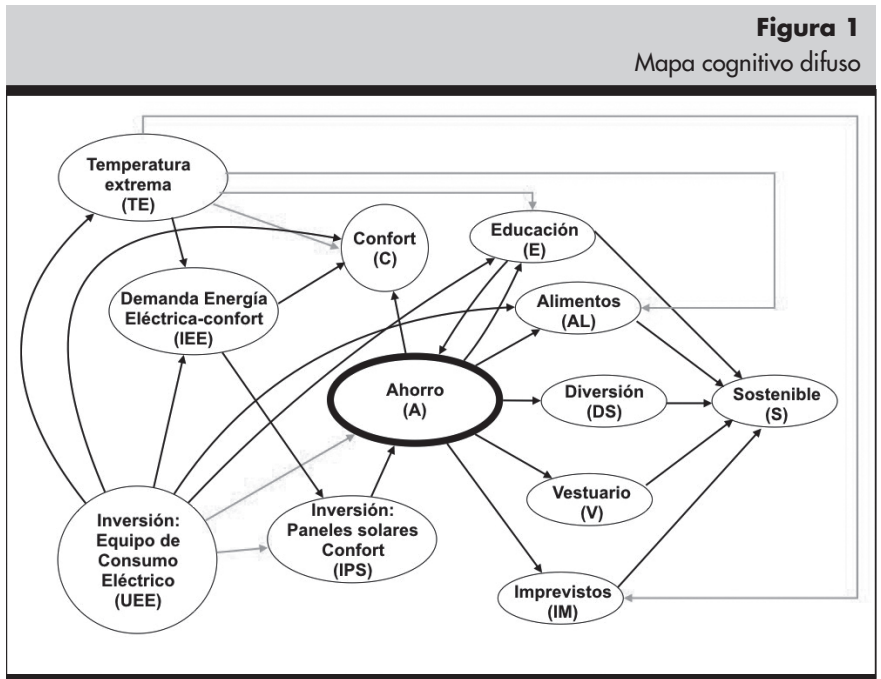 Figura 1
Mapa cognitivo difuso
Temperatura
extrema
(TE)
Confort
(C)
Educación
(E)
Demanda Energía
Eléctrica-confort
(IEE)
Alimentos
(AL)
Ahorro
(A)
Diversión
(DS)
Sostenible
(S)
Vestuario
(V)
Inversión:
Equipo de
Consumo
Eléctrico
(UEE)
Inversión:
Paneles solares
Confort
(IPS)
Imprevistos
(IM)